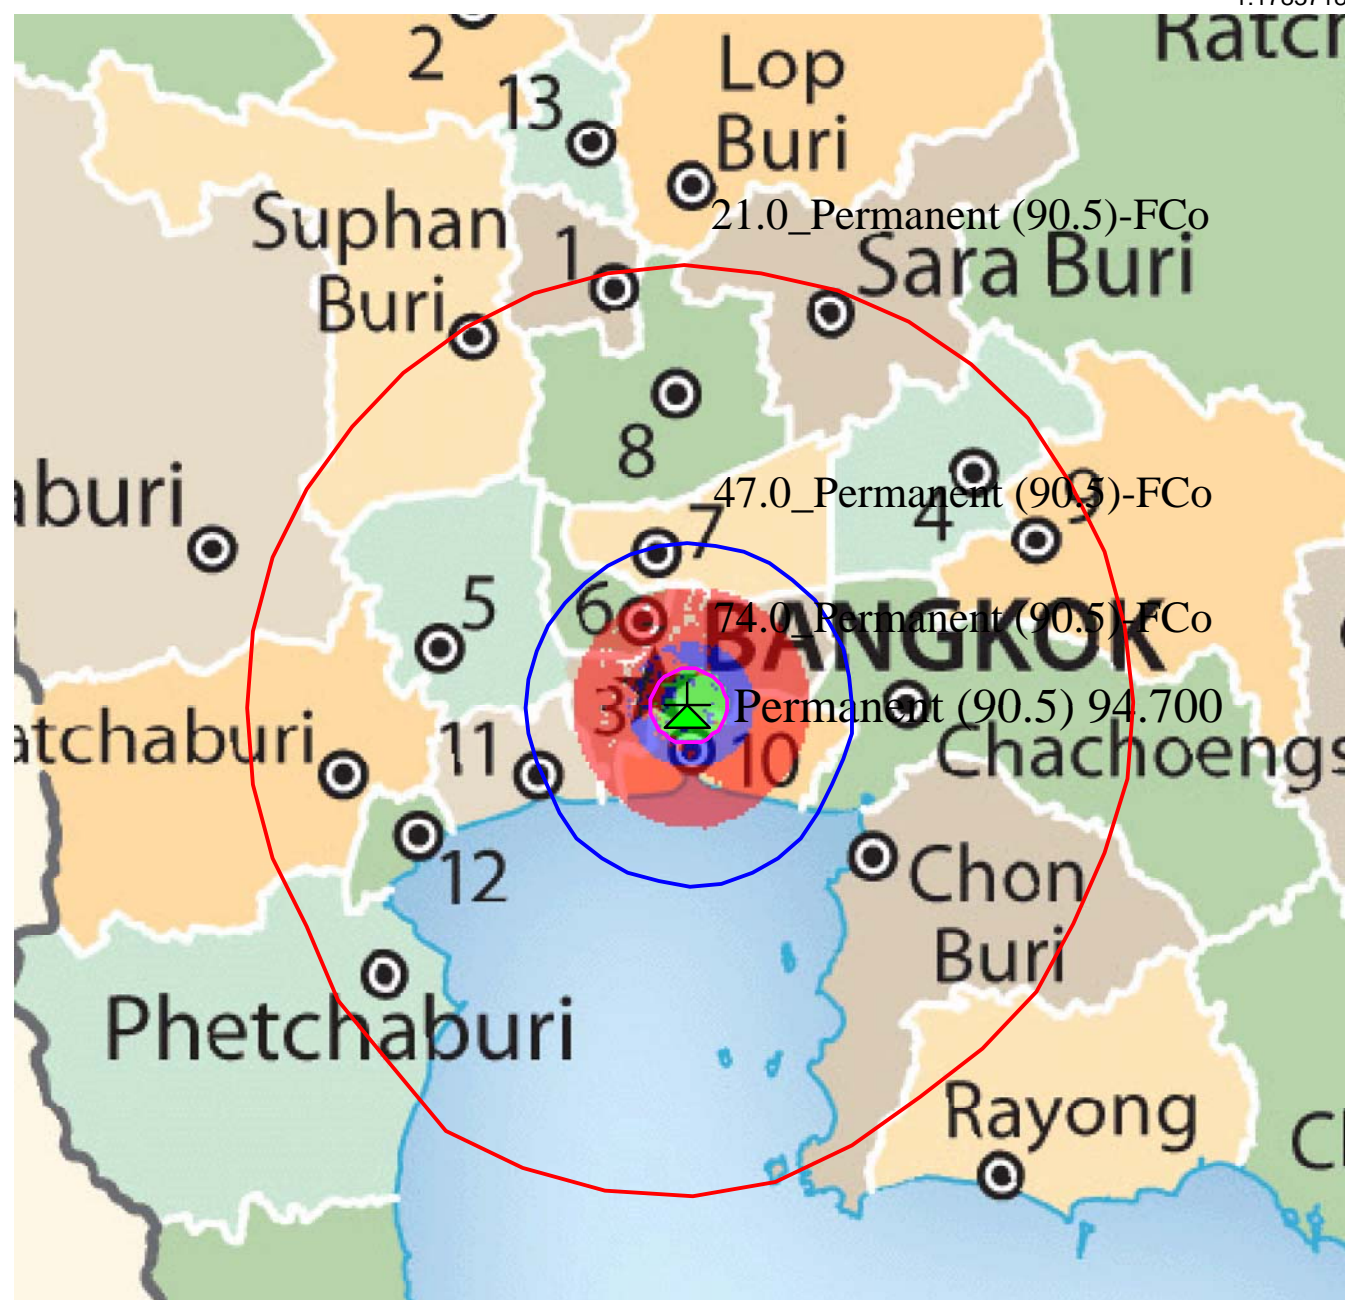 Ratch
2
Lop
Buri
13
21.0_Permanent (90.5)-FCo
Suphan
Buri
1
Sara Buri
8
aburi
47.0_Permanent (90.5)-FCo
4
9
7
5
6
74.0_Permanent (90.5)-FCo
BANGKOK
3
Permanent (90.5) 94.700
atchaburi
11
10
Chachoengs
12
Chon
Buri
Phetchaburi
Rayong